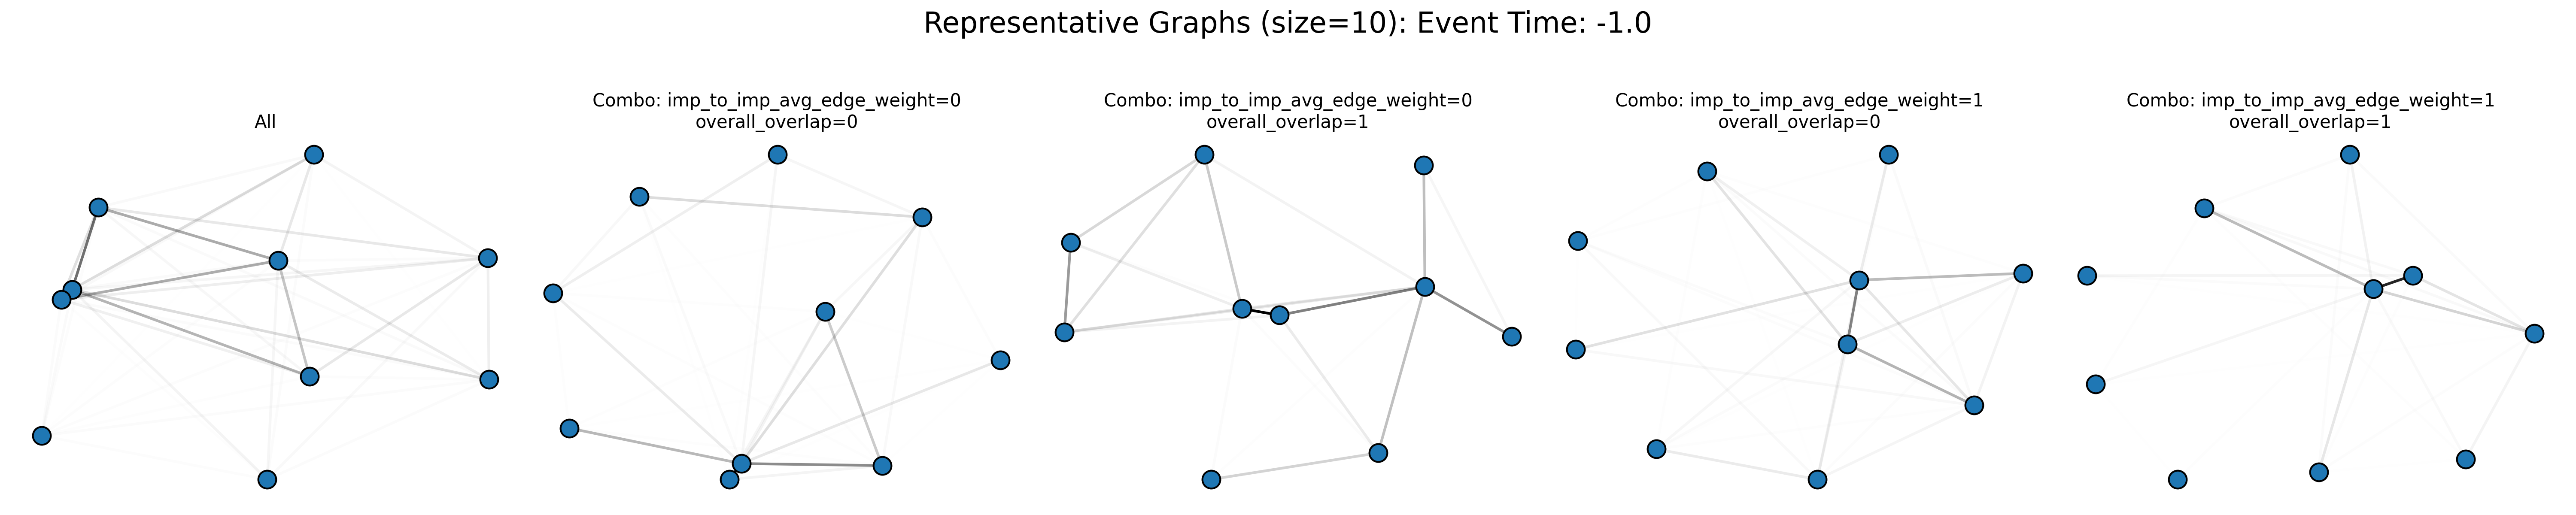 Representative Graphs (size=10): Event Time: -1.0
All
Combo: imp_to_imp_avg_edge_weight=0
overall_overlap=0
Combo: imp_to_imp_avg_edge_weight=0
overall_overlap=1
Combo: imp_to_imp_avg_edge_weight=1
overall_overlap=0
Combo: imp_to_imp_avg_edge_weight=1
overall_overlap=1